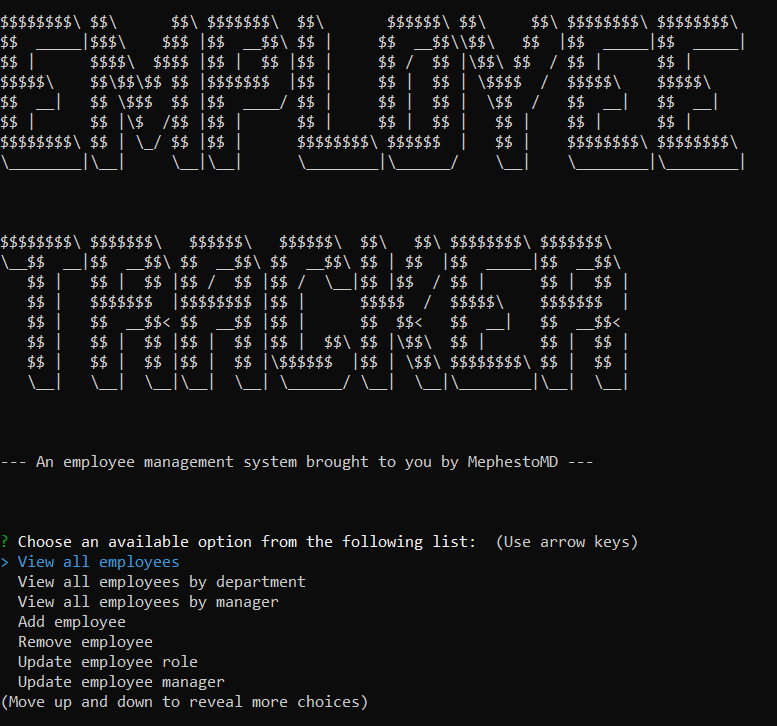 EMPLOYEE
TRACKER
--- An employee management system brought to you by MephestoMD ---
? Choose an available option from the following list:  (Use arrow keys)
> View all employees
  View all employees by department
  View all employees by manager
  Add employee
  Remove employee
  Update employee role
  Update employee manager
(Move up and down to reveal more choices)